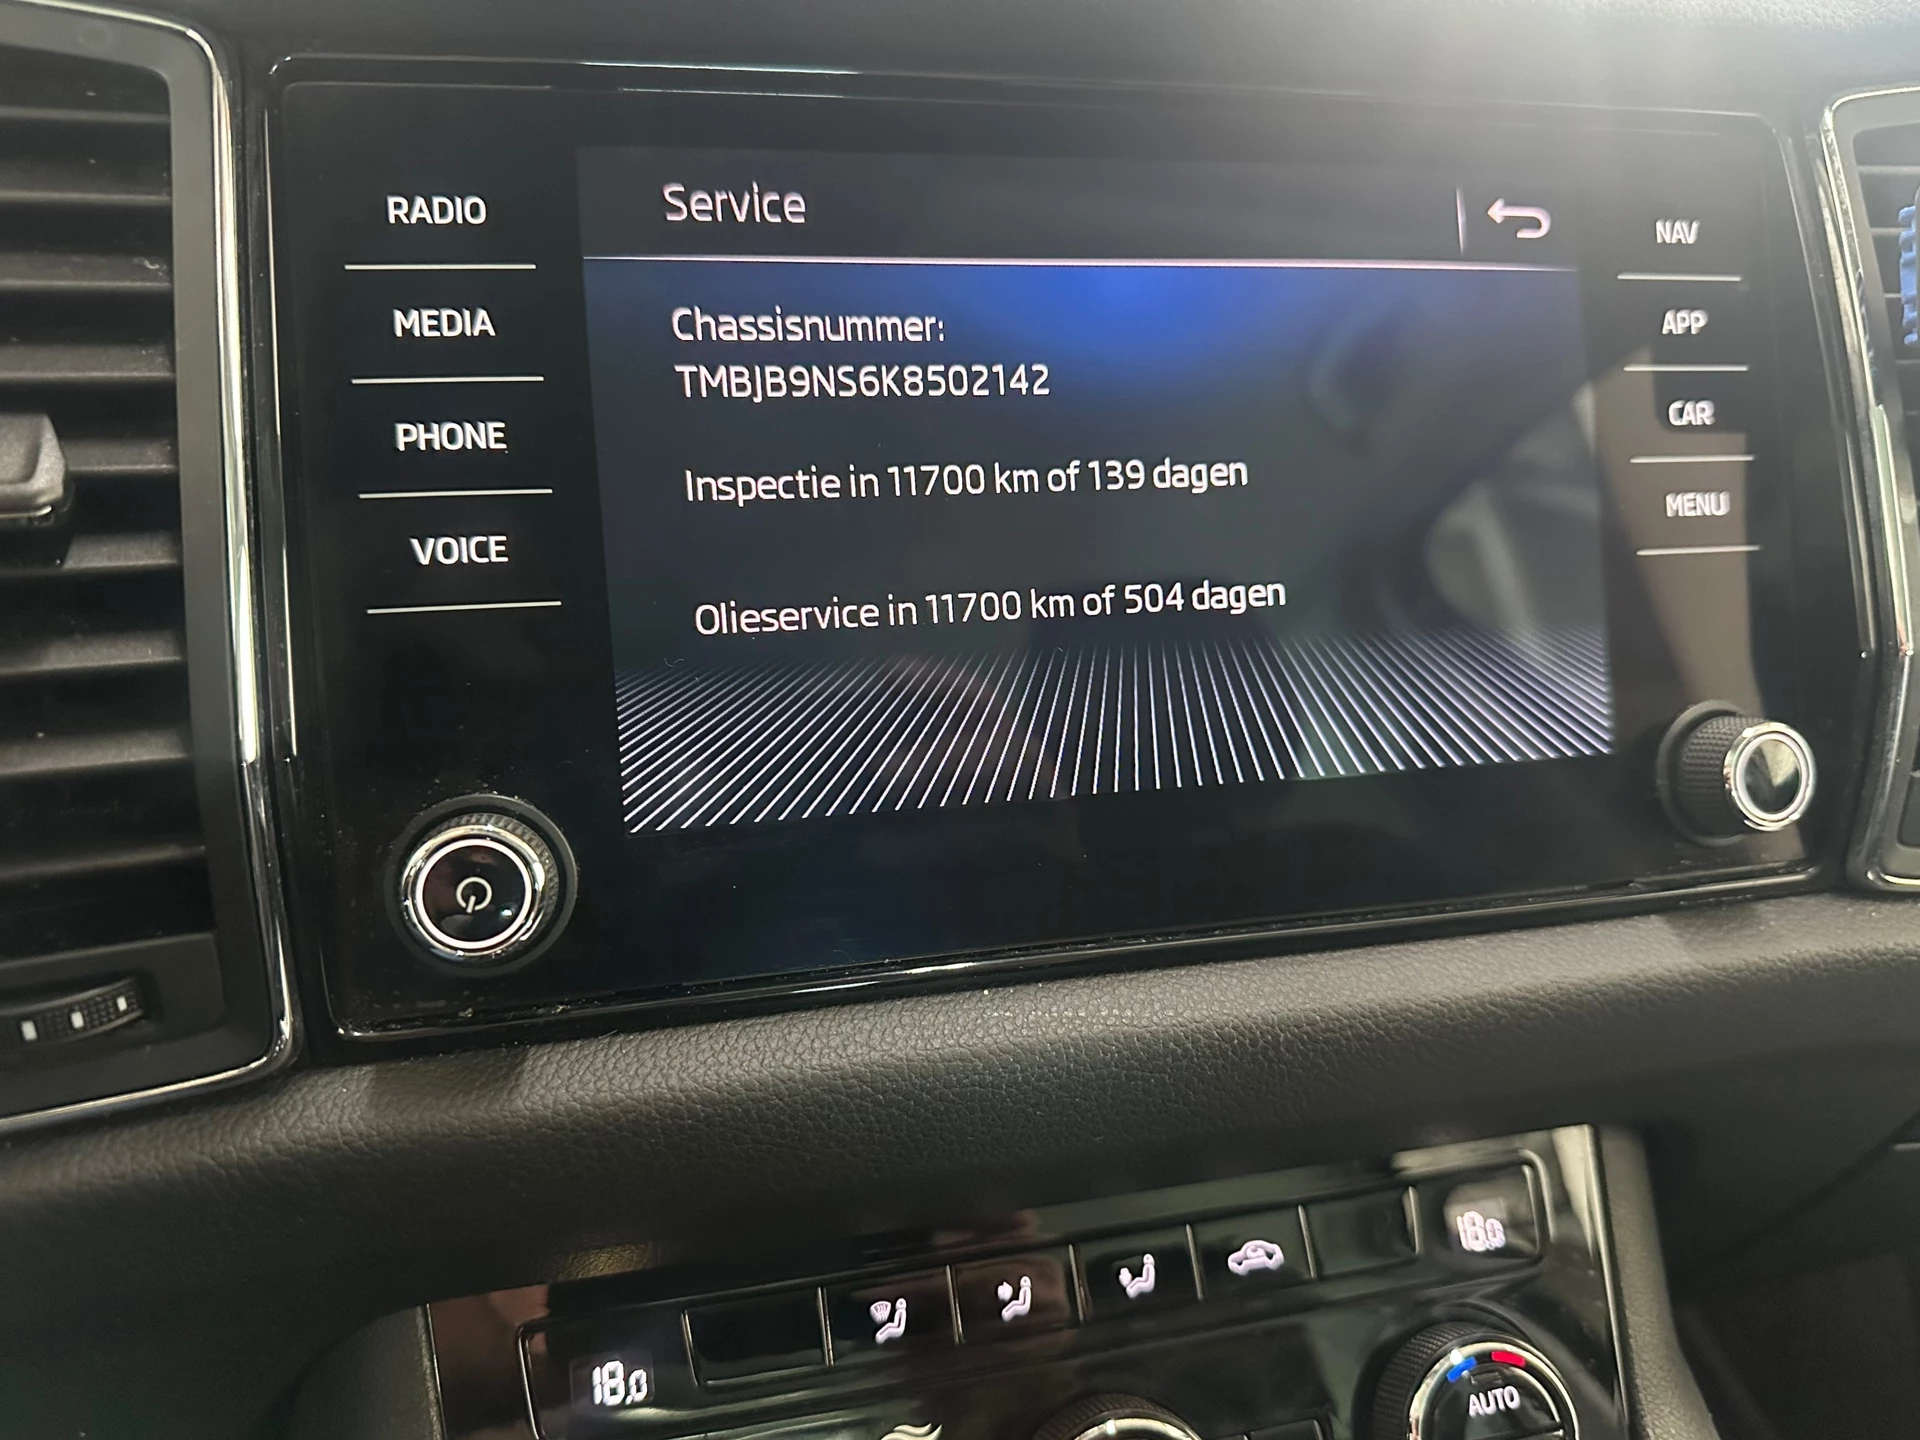 RADIO
MEDIA
PHONE
VOICE
Service
Chassisnummer:
TMBJB9NS6K8502142
Inspectie in 11700 km of 139 dagen
Olieservice in 11700 km of 504 dagen
NAV
APP
CAR
MENU
18.0
18.0
AUTO